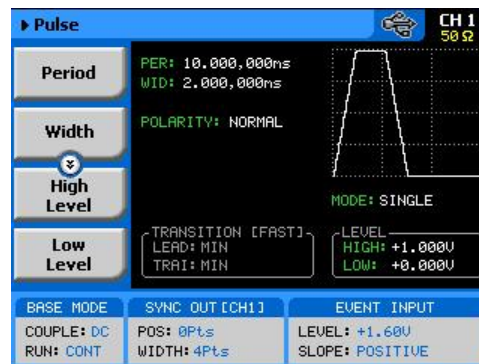 Pulse
CH 1
50 Ω
Period
Width
High
Level
Low
Level
PER: 10.000,000ns
WID: 2.000,000ns
POLARITY: NORMAL
MODE: SINGLE
TRANSITION [FAST]
LEAD: MIN
TRAI: MIN
LEVEL
HIGH: +1.000V
LOW: +0.000V
BASE MODE
COUPLE: DC
RUN: CONT
SYNC OUT [CH1]
POS: 0Pts
WIDTH: 4Pts
EVENT INPUT
LEVEL: +1.60V
SLOPE: POSITIVE